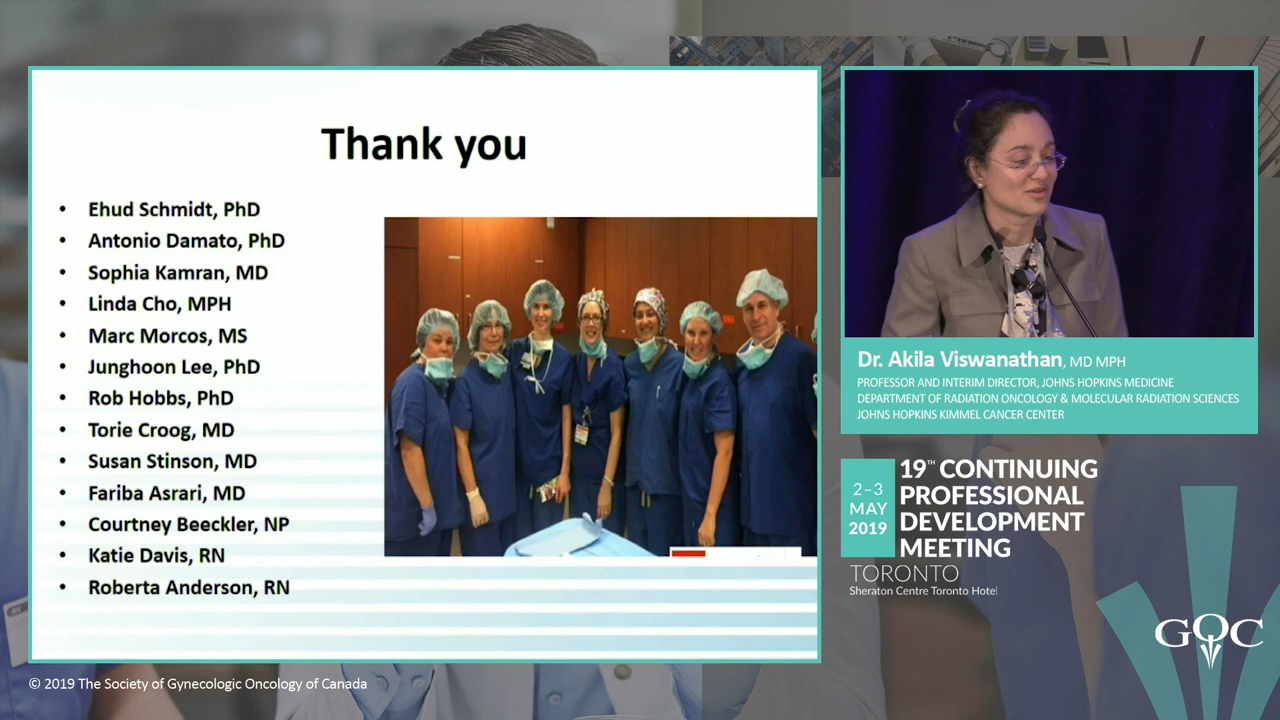 Thank you
• Ehud Schmidt, PhD
• Antonio Damato, PhD
• Sophia Kamran, MD
• Linda Cho, MPH
• Marc Morcos, MS
• Junghoon Lee, PhD
• Rob Hobbs, PhD
• Torie Croog, MD
• Susan Stinson, MD
• Fariba Asrari, MD
• Courtney Beeckler, NP
• Katie Davis, RN
• Roberta Anderson, RN
Dr. Akila Viswanathan, MD MPH
PROFESSOR AND INTERIM DIRECTOR, JOHNS HOPKINS MEDICINE
DEPARTMENT OF RADIATION ONCOLOGY & MOLECULAR RADIATION SCIENCES
JOHNS HOPKINS KIMMEL CANCER CENTER
2–3
MAY
2019
19TH CONTINUING
PROFESSIONAL
DEVELOPMENT
MEETING
TORONTO
Sheraton Centre Toronto Hotel
GOC
© 2019 The Society of Gynecologic Oncology of Canada